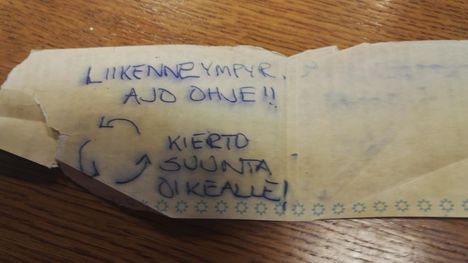 LIIKENNEYMPYR.
AJO OHJE!!
KIERTO
SUUNTA
OIKEALLE!